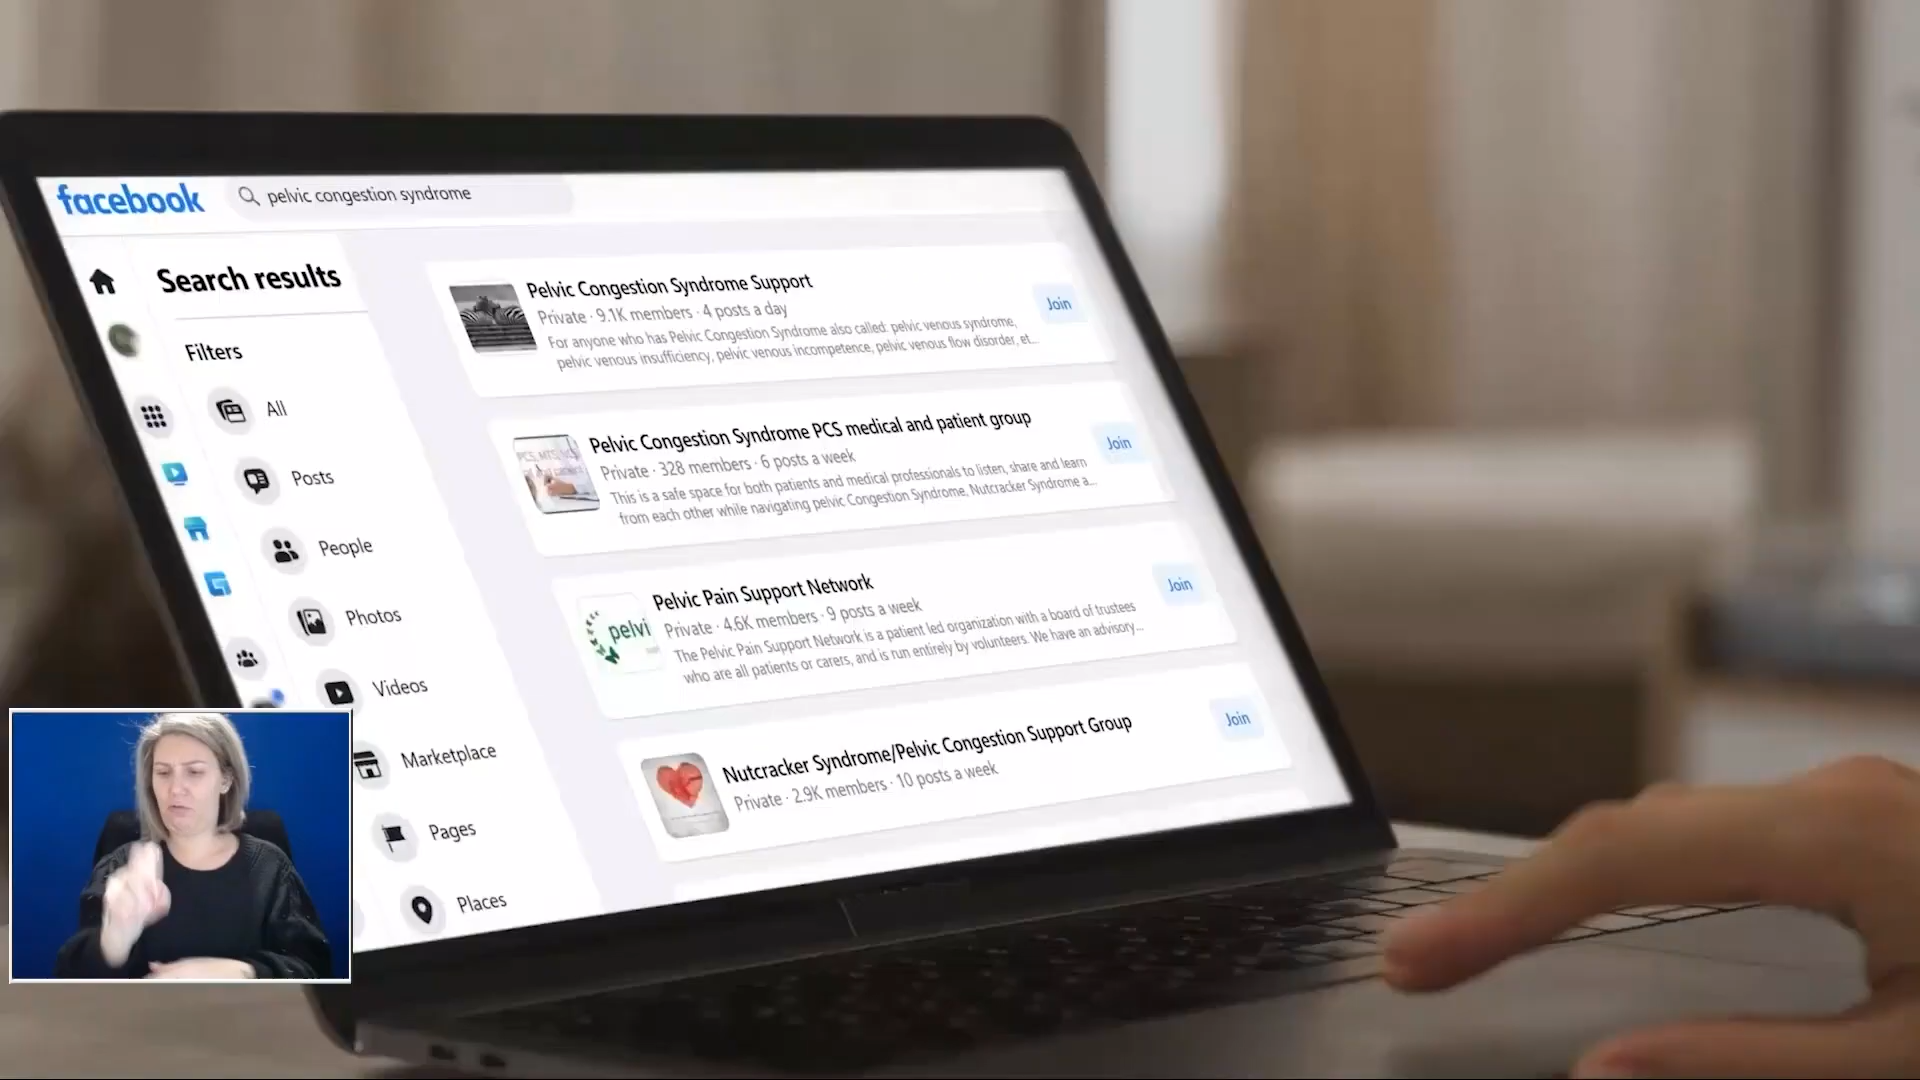 facebook
pelvic congestion syndrome
Search results
Filters
All
Posts
People
Photos
Videos
Marketplace
Pages
Places
Pelvic Congestion Syndrome Support
Private · 9.1K members · 4 posts a day
For anyone who has Pelvic Congestion Syndrome also called: pelvic venous syndrome,
pelvic venous insufficiency, pelvic venous incompetence, pelvic venous flow disorder, et...
Join
Pelvic Congestion Syndrome PCS medical and patient group
Private · 328 members · 6 posts a week
This is a safe space for both patients and medical professionals to listen, share and learn
from each other while navigating pelvic Congestion Syndrome, Nutcracker Syndrome a...
Join
pelvi
Pelvic Pain Support Network
Private · 4.6K members · 9 posts a week
The Pelvic Pain Support Network is a patient led organization with a board of trustees
who are all patients or carers, and is run entirely by volunteers. We have an advisory...
Join
Nutcracker Syndrome/Pelvic Congestion Support Group
Private · 2.9K members · 10 posts a week
Join